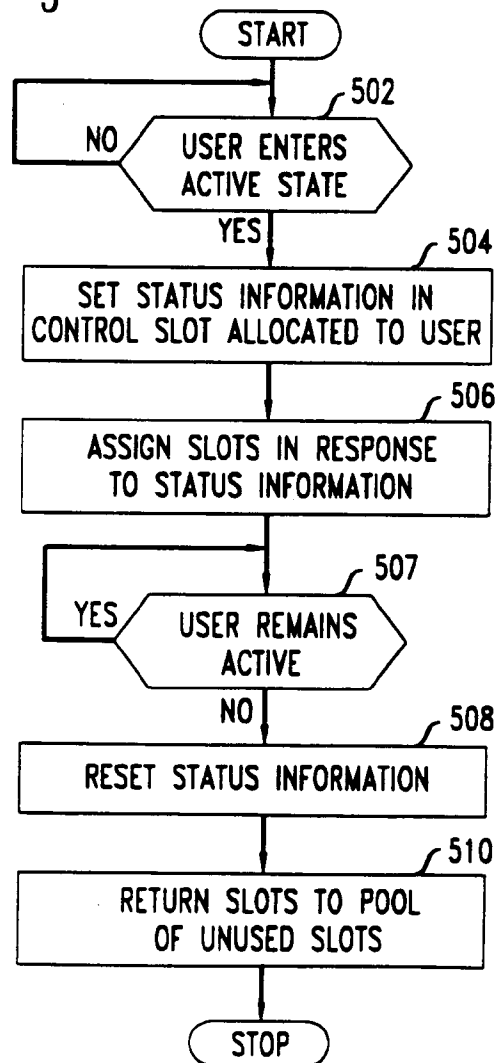 5
START
502
NO
USER ENTERS
ACTIVE STATE
YES
504
SET STATUS INFORMATION IN
CONTROL SLOT ALLOCATED TO USER
506
ASSIGN SLOTS IN RESPONSE
TO STATUS INFORMATION
507
YES
USER REMAINS
ACTIVE
NO
508
RESET STATUS INFORMATION
510
RETURN SLOTS TO POOL
OF UNUSED SLOTS
STOP